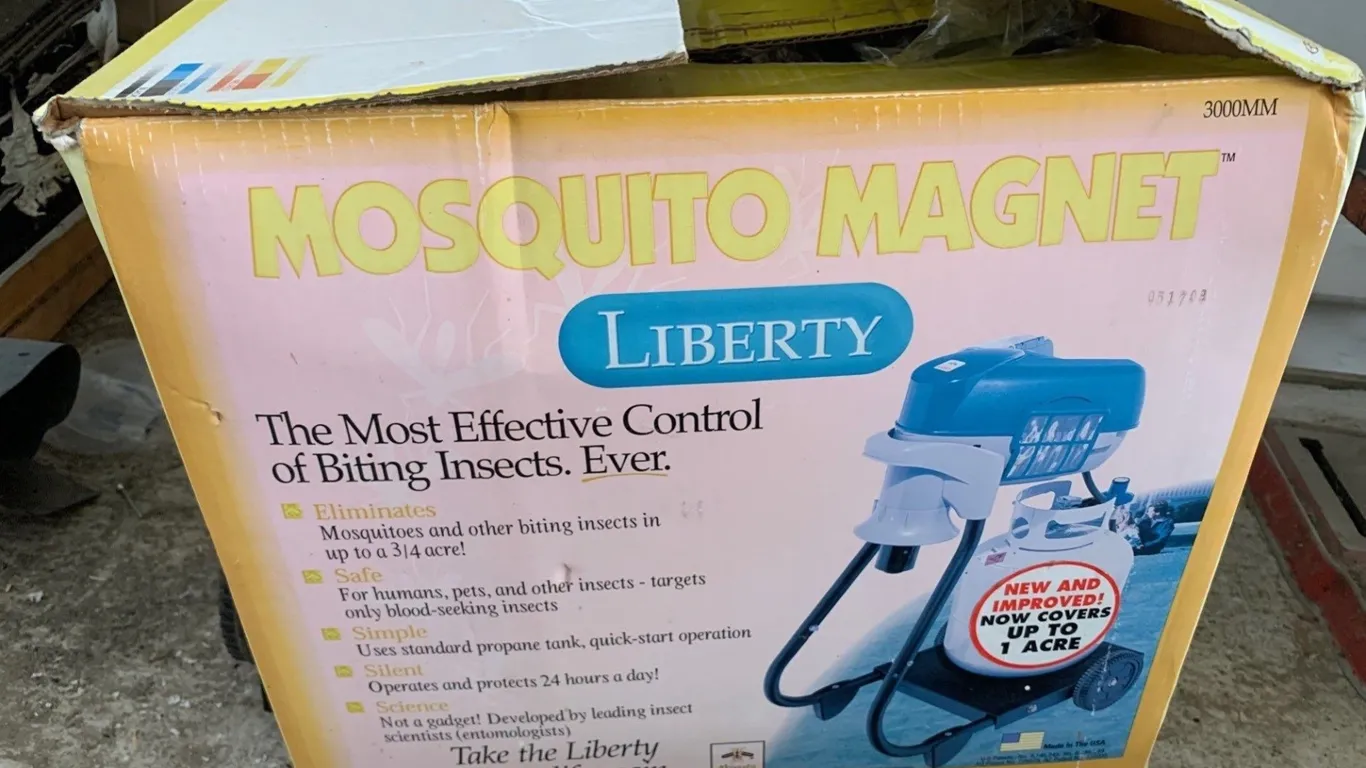 3000MM
MOSQUITO MAGNET™
LIBERTY
The Most Effective Control
of Biting Insects. Ever.
Eliminates
Mosquitoes and other biting insects in
up to a 3/4 acre!
Safe
For humans, pets, and other insects - targets
only blood-seeking insects
Simple
Uses standard propane tank, quick-start operation
Silent
Operates and protects 24 hours a day!
Science
Not a gadget! Developed by leading insect
scientists (entomologists)
Take the Liberty
NEW AND
IMPROVED!
NOW COVERS
UP TO
1 ACRE
Made In The USA